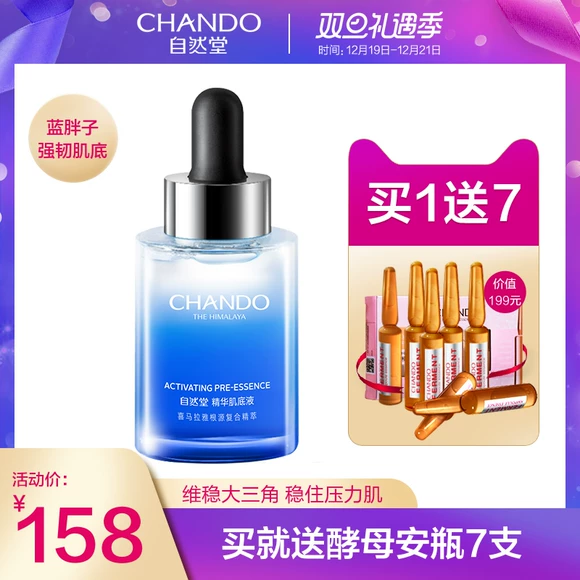 CHANDO
自然堂
双旦礼遇季
时间:12月19日-12月21日
蓝胖子
强韧肌底
买1送7
价值
199元
CHANDO
THE HIMALAYA
ACTIVATING PRE-ESSENCE
自然堂 精华肌底液
喜马拉雅根源复合精萃
CHANDO
FERMENT
CHANDO
FERMENT
CHANDO
FERMENT
活动价:
¥158
维稳大三角 稳住压力肌
买就送酵母安瓶7支